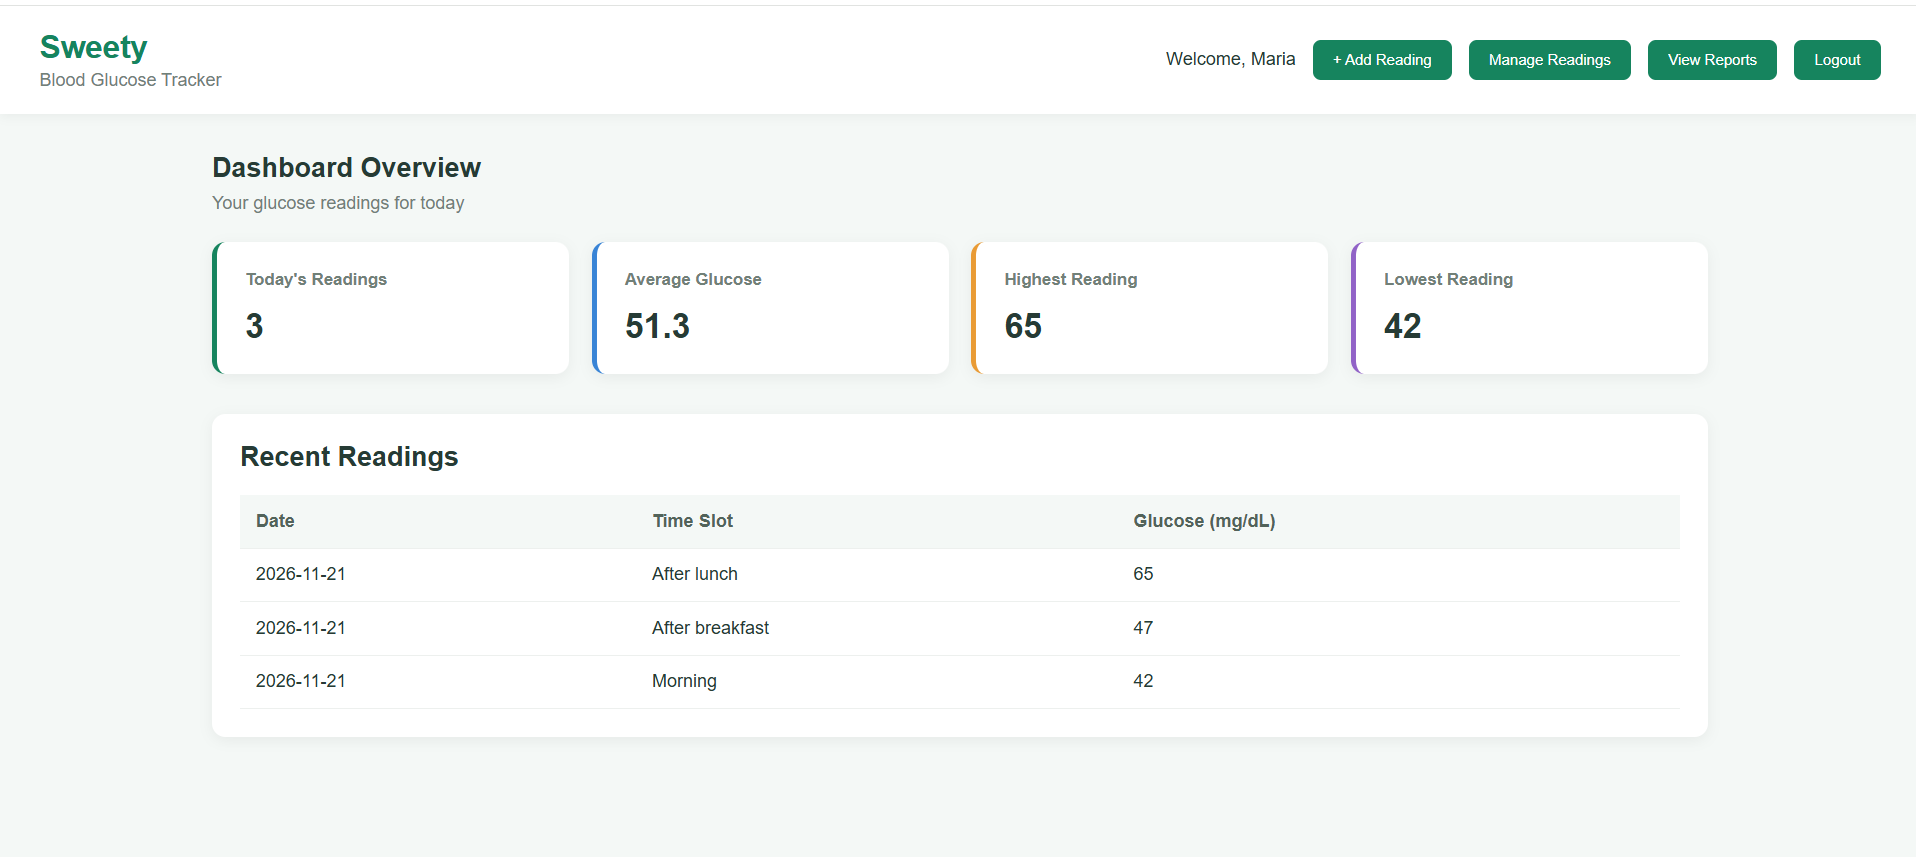 Sweety
Blood Glucose Tracker
Welcome, Maria
+ Add Reading
Manage Readings
View Reports
Logout
Dashboard Overview
Your glucose readings for today
Today's Readings
3
Average Glucose
51.3
Highest Reading
65
Lowest Reading
42
Recent Readings
Date Time Slot Glucose (mg/dL)
2026-11-21 After lunch 65
2026-11-21 After breakfast 47
2026-11-21 Morning 42